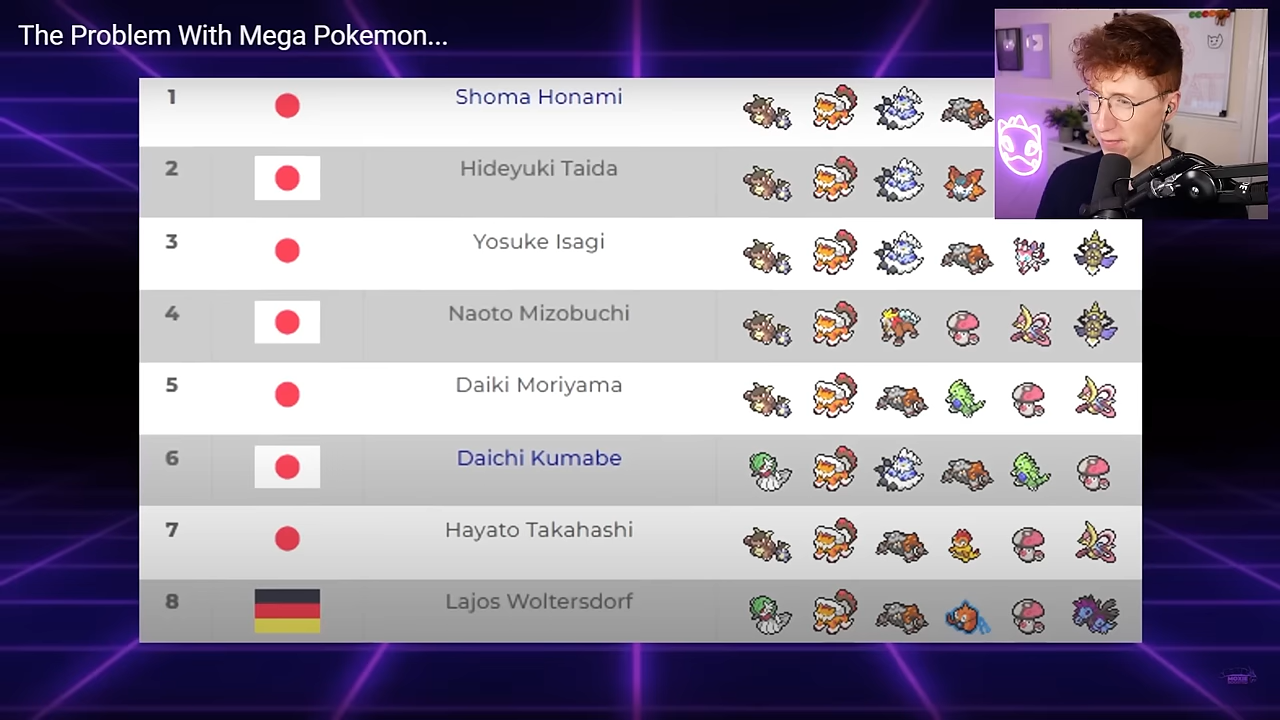 The Problem With Mega Pokemon...
1 Shoma Honami
2 Hideyuki Taida
3 Yosuke Isagi
4 Naoto Mizobuchi
5 Daiki Moriyama
6 Daichi Kumabe
7 Hayato Takahashi
8 Lajos Woltersdorf
MOXIE